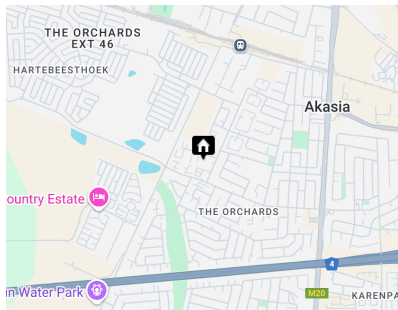 THE ORCHARDS
EXT 46
HARTEBEESTHOEK
Akasia
ountry Estate
THE ORCHARDS
4
n Water Park
M20
KARENPA